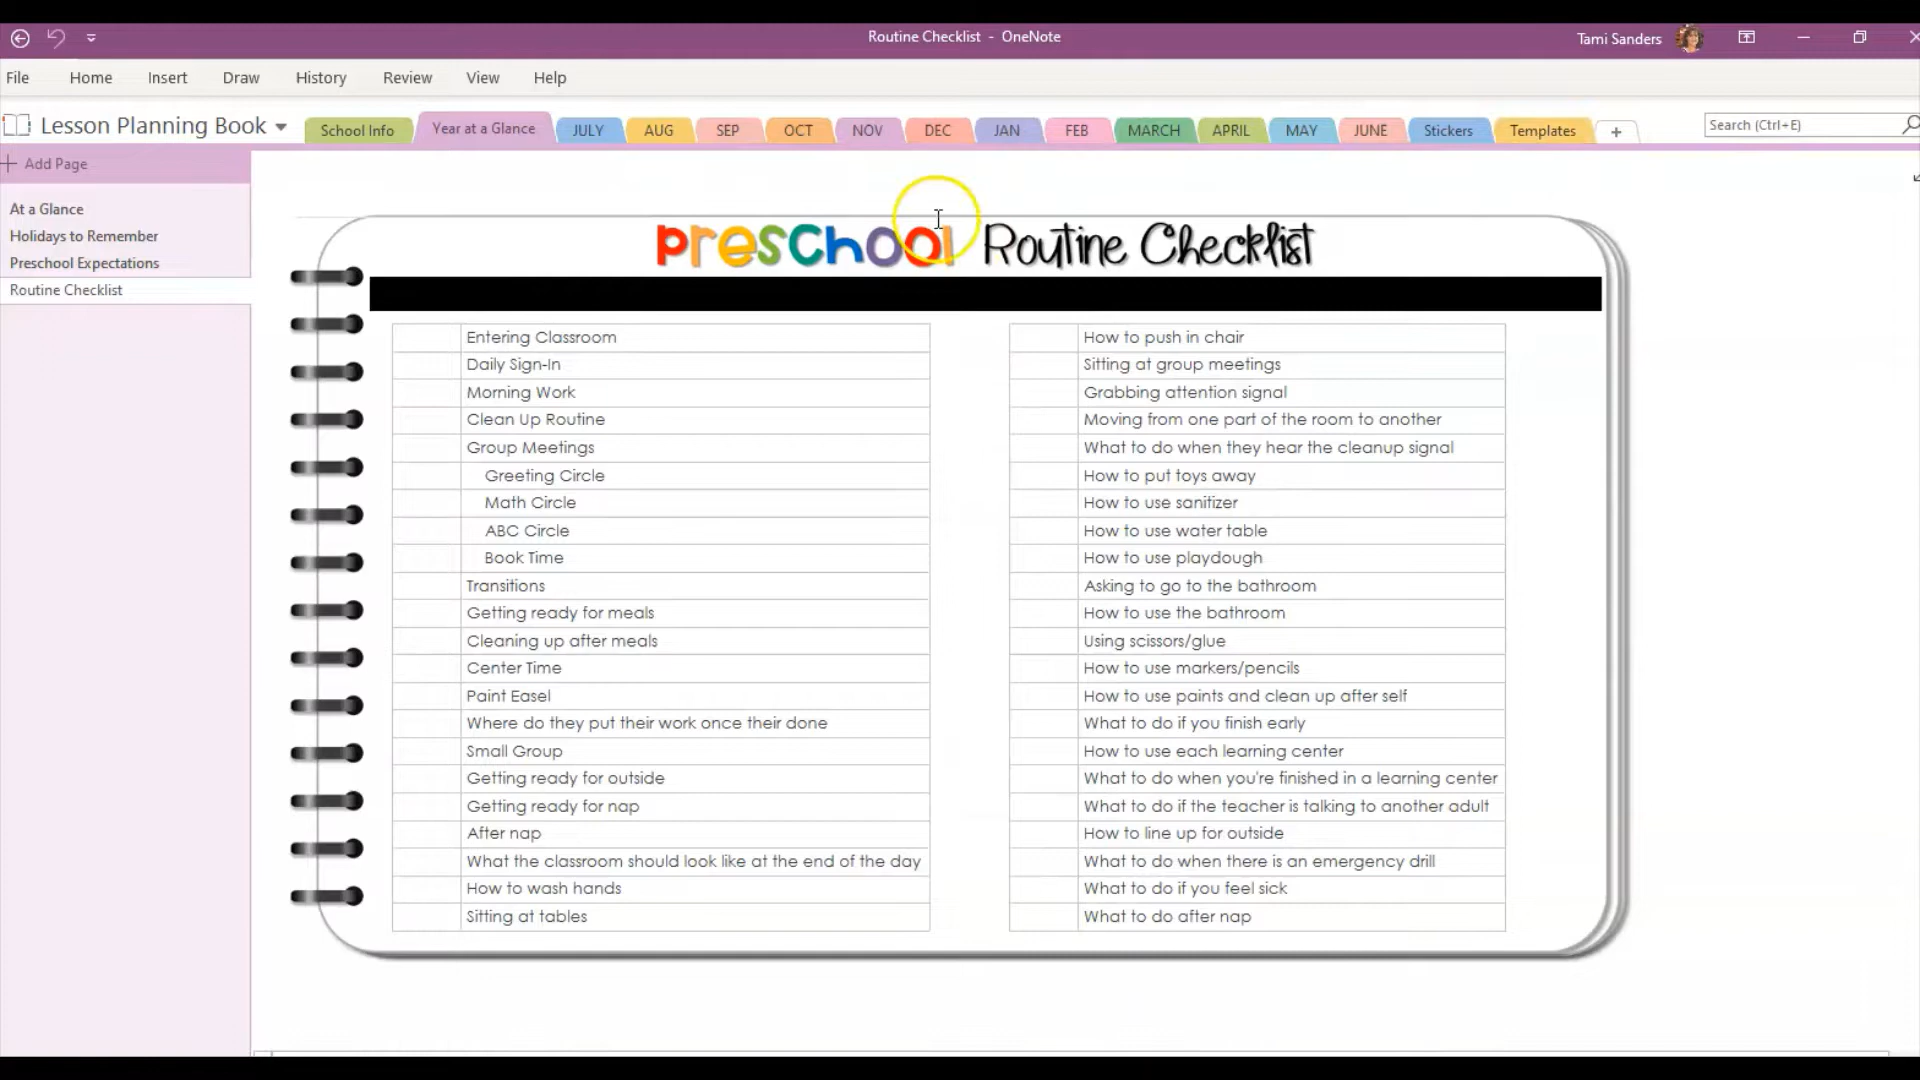 Routine Checklist - OneNote
Tami Sanders
File Home Insert Draw History Review View Help
Lesson Planning Book School Info Year at a Glance JULY AUG SEP OCT NOV DEC JAN FEB MARCH APRIL MAY JUNE Stickers Templates + Search (Ctrl+E)
Add Page
At a Glance
Holidays to Remember
Preschool Expectations
Routine Checklist
preschool Routine Checklist
Entering Classroom
Daily Sign-In
Morning Work
Clean Up Routine
Group Meetings
Greeting Circle
Math Circle
ABC Circle
Book Time
Transitions
Getting ready for meals
Cleaning up after meals
Center Time
Paint Easel
Where do they put their work once their done
Small Group
Getting ready for outside
Getting ready for nap
After nap
What the classroom should look like at the end of the day
How to wash hands
Sitting at tables
How to push in chair
Sitting at group meetings
Grabbing attention signal
Moving from one part of the room to another
What to do when they hear the cleanup signal
How to put toys away
How to use sanitizer
How to use water table
How to use playdough
Asking to go to the bathroom
How to use the bathroom
Using scissors/glue
How to use markers/pencils
How to use paints and clean up after self
What to do if you finish early
How to use each learning center
What to do when you're finished in a learning center
What to do if the teacher is talking to another adult
How to line up for outside
What to do when there is an emergency drill
What to do if you feel sick
What to do after nap